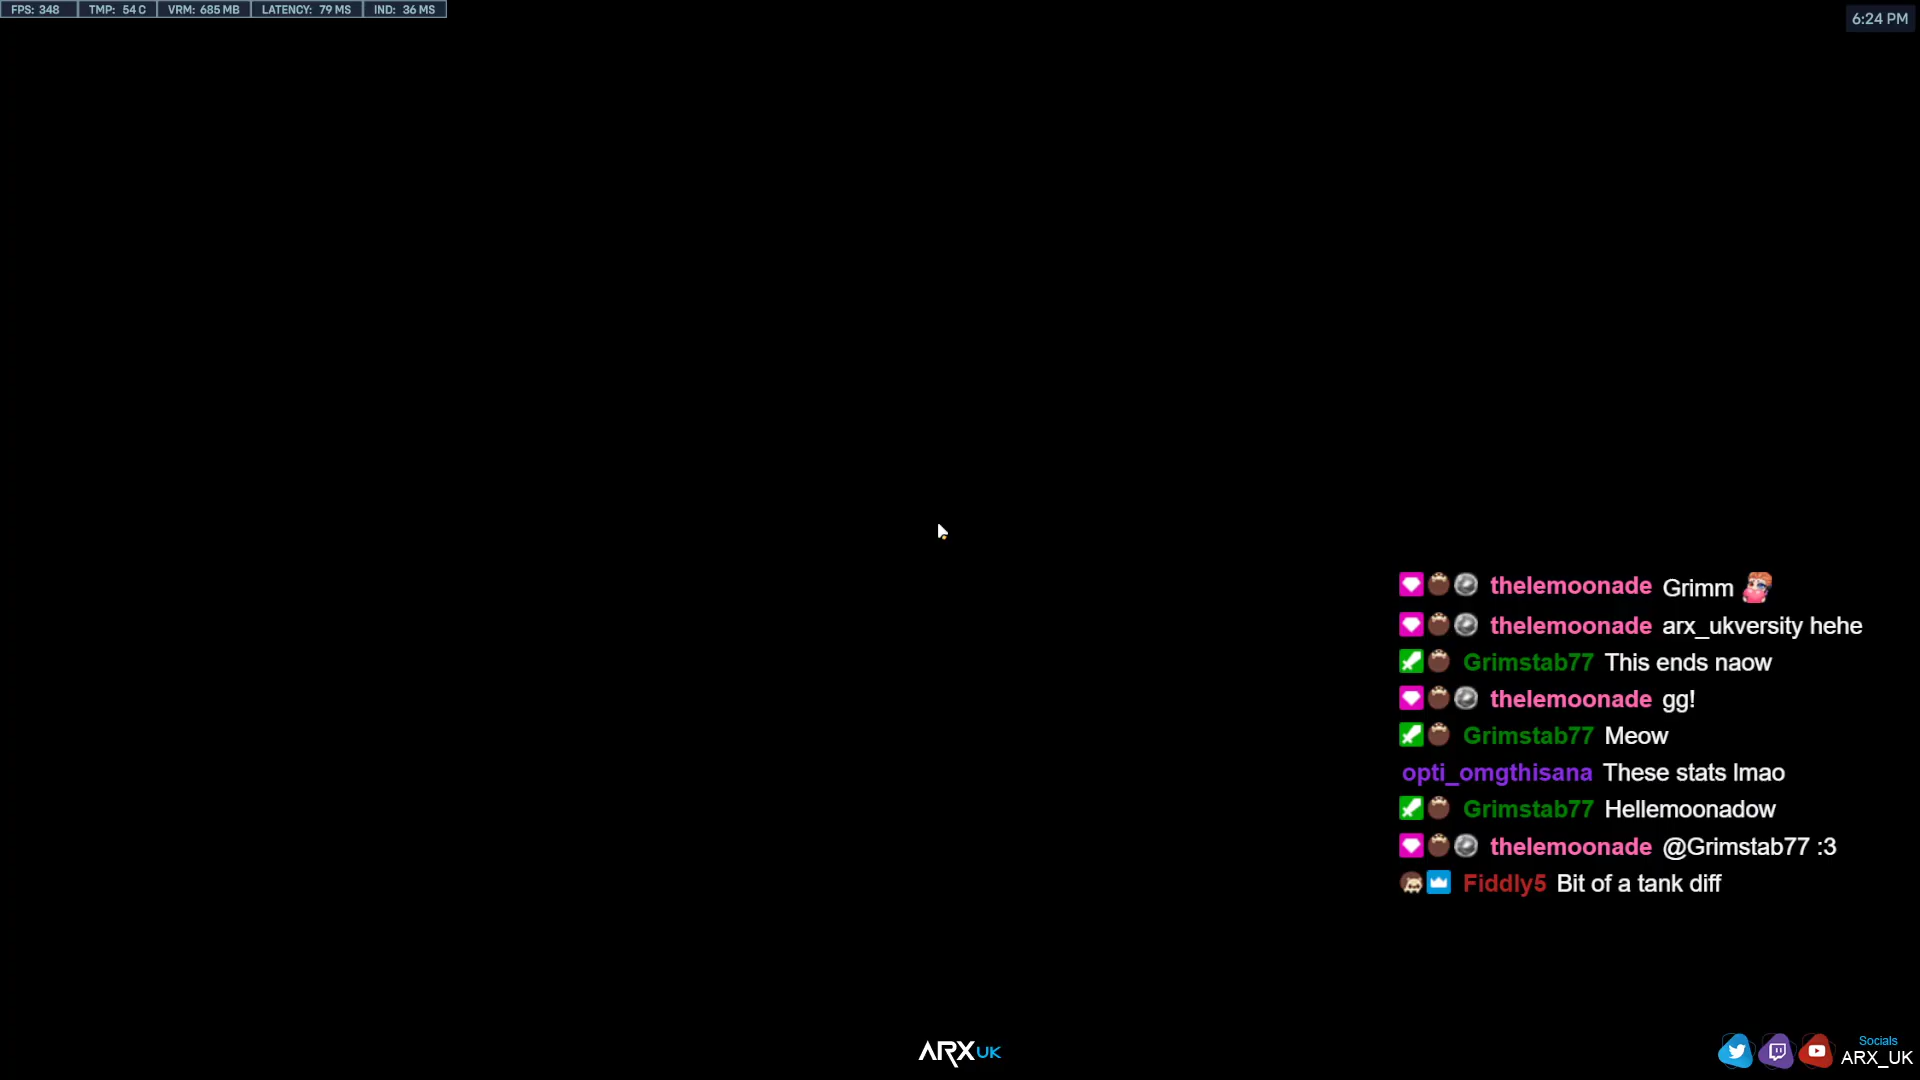 FPS: 348 TMP: 54 C VRM: 685 MB LATENCY: 79 MS IND: 36 MS
6:24 PM
thelemoonade Grimm
thelemoonade arx_ukversity hehe
Grimstab77 This ends naow
thelemoonade gg!
Grimstab77 Meow
opti_omgthisana These stats lmao
Grimstab77 Hellemoonadow
thelemoonade @Grimstab77 :3
Fiddly5 Bit of a tank diff
ARX UK
Socials
ARX_UK